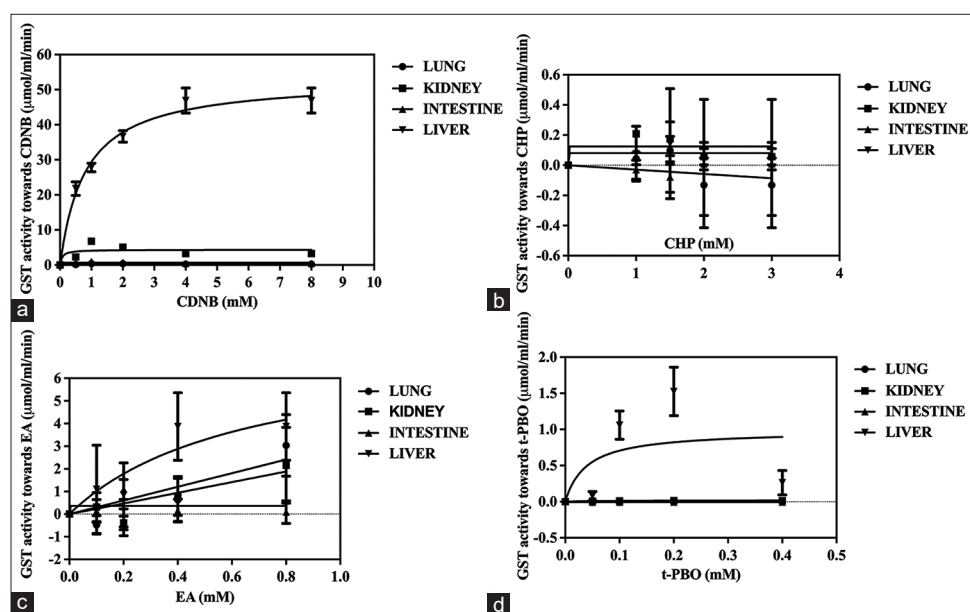 GST activity towards CDNB (µmol/ml/min)
60
50
40
30
20
10
0
0 1 2 3 4 5 6 7 8 9 10
CDNB (mM)
LUNG
KIDNEY
INTESTINE
LIVER
a
GST activity towards CHP (µmol/ml/min)
0.6
0.4
0.2
0.0
-0.2
-0.4
-0.6
CHP (mM)
0 1 2 3 4
LUNG
KIDNEY
INTESTINE
LIVER
b
GST activity towards EA (µmol/ml/min)
6
5
4
3
2
1
0
-1
-2
0.0 0.2 0.4 0.6 0.8 1.0
EA (mM)
LUNG
KIDNEY
INTESTINE
LIVER
c
GST activity towards t-PBO (µmol/ml/min)
2.0
1.5
1.0
0.5
0.0
-0.5
0.0 0.1 0.2 0.3 0.4 0.5
t-PBO (mM)
LUNG
KIDNEY
INTESTINE
LIVER
d